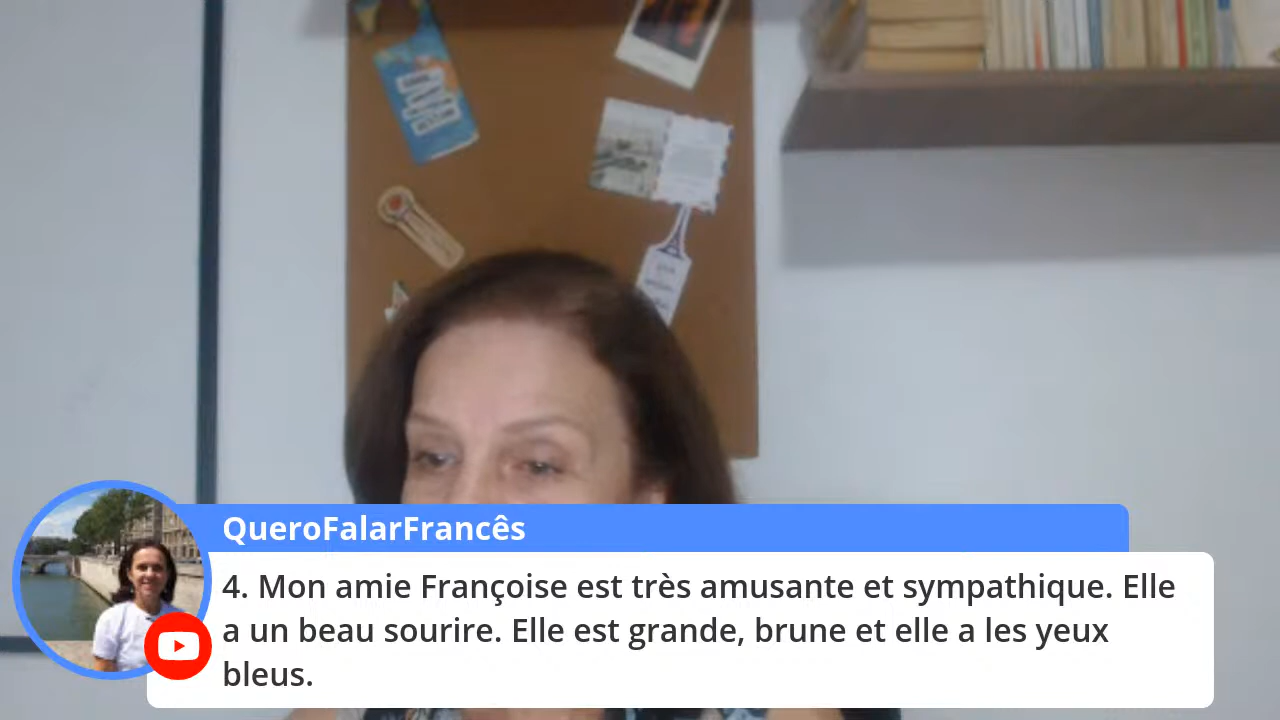 QueroFalarFrancês
4. Mon amie Françoise est très amusante et sympathique. Elle
a un beau sourire. Elle est grande, brune et elle a les yeux
bleus.